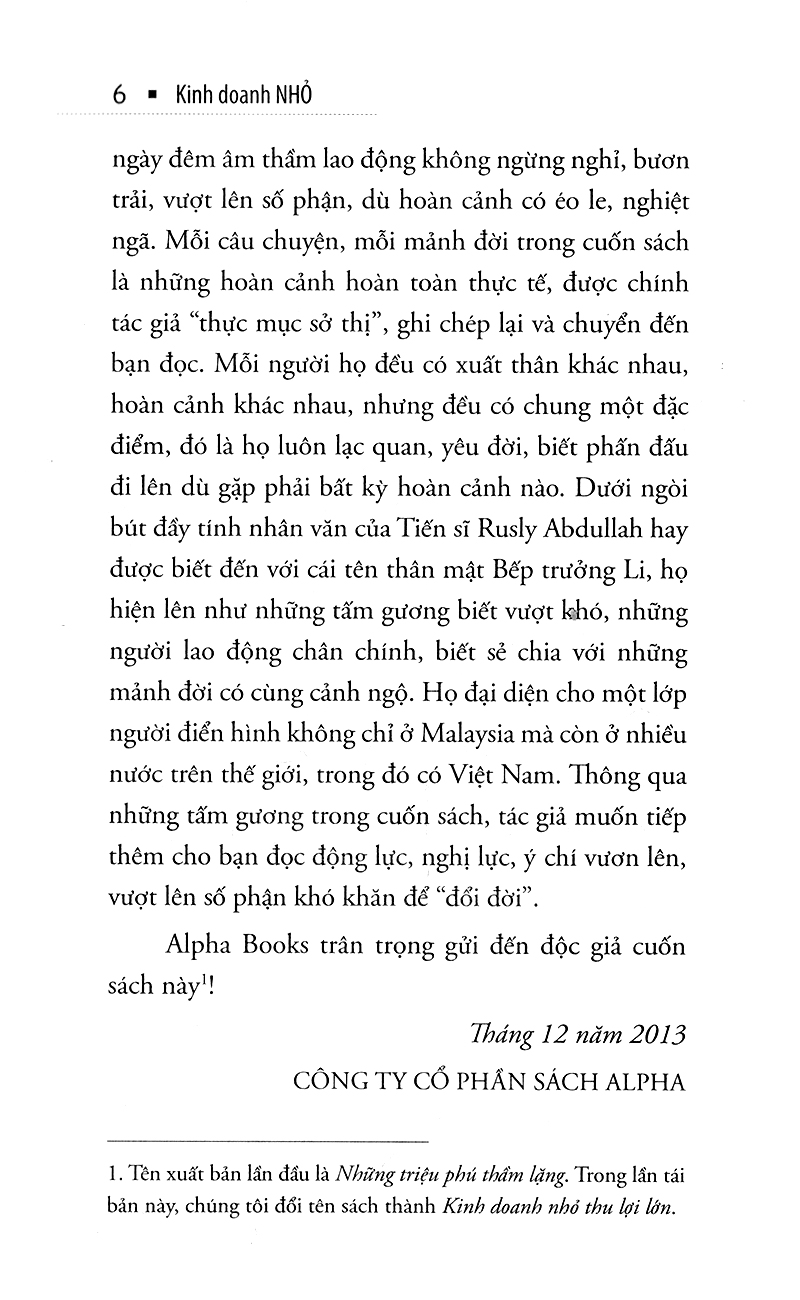 6 ▪ Kinh doanh NHỎ
ngày đêm âm thầm lao động không ngừng nghỉ, bươn
trải, vượt lên số phận, dù hoàn cảnh có éo le, nghiệt
ngã. Mỗi câu chuyện, mỗi mảnh đời trong cuốn sách
là những hoàn cảnh hoàn toàn thực tế, được chính
tác giả “thực mục sở thị”, ghi chép lại và chuyển đến
bạn đọc. Mỗi người họ đều có xuất thân khác nhau,
hoàn cảnh khác nhau, nhưng đều có chung một đặc
điểm, đó là họ luôn lạc quan, yêu đời, biết phấn đấu
đi lên dù gặp phải bất kỳ hoàn cảnh nào. Dưới ngòi
bút đầy tính nhân văn của Tiến sĩ Rusly Abdullah hay
được biết đến với cái tên thân mật Bếp trưởng Li, họ
hiện lên như những tấm gương biết vượt khó, những
người lao động chân chính, biết sẻ chia với những
mảnh đời có cùng cảnh ngộ. Họ đại diện cho một lớp
người điển hình không chỉ ở Malaysia mà còn ở nhiều
nước trên thế giới, trong đó có Việt Nam. Thông qua
những tấm gương trong cuốn sách, tác giả muốn tiếp
thêm cho bạn đọc động lực, nghị lực, ý chí vươn lên,
vượt lên số phận khó khăn để “đổi đời”.
Alpha Books trân trọng gửi đến độc giả cuốn
sách này¹!
Tháng 12 năm 2013
CÔNG TY CỔ PHẦN SÁCH ALPHA
1. Tên xuất bản lần đầu là Những triệu phú thầm lặng. Trong lần tái
bản này, chúng tôi đổi tên sách thành Kinh doanh nhỏ thu lợi lớn.